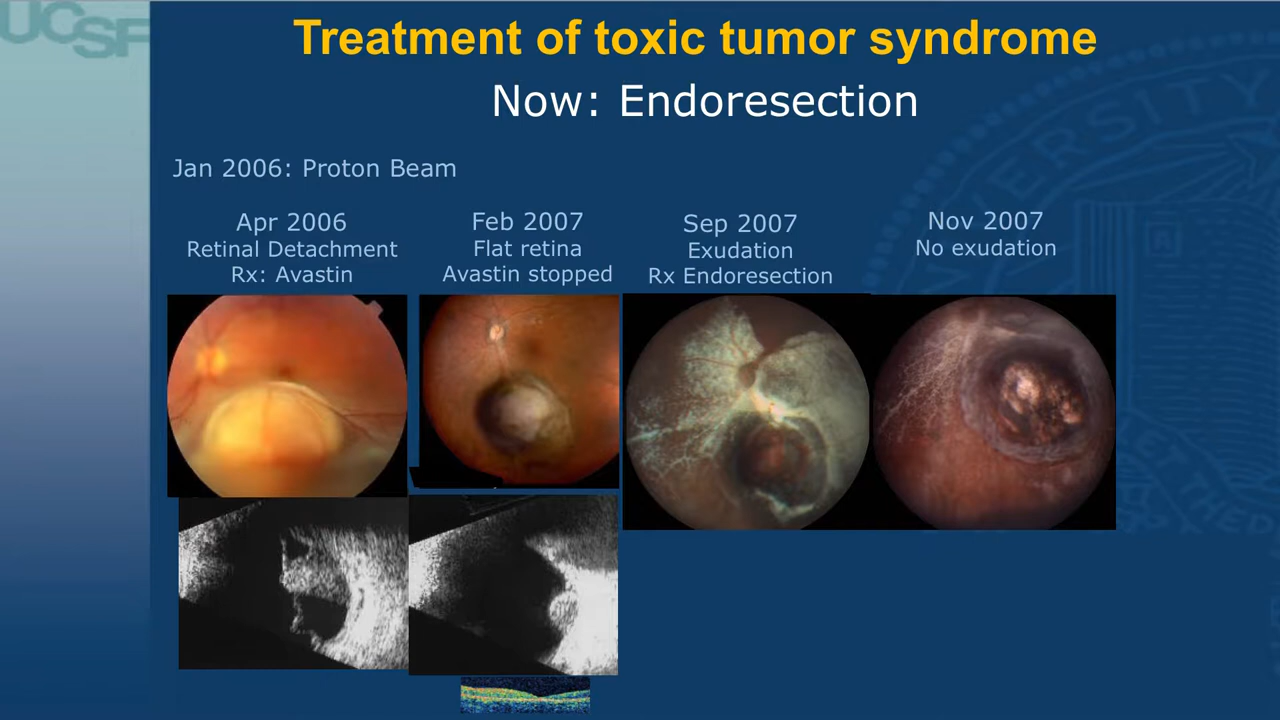 UCSF
Treatment of toxic tumor syndrome
Now: Endoresection
Jan 2006: Proton Beam
Apr 2006
Retinal Detachment
Rx: Avastin
Feb 2007
Flat retina
Avastin stopped
Sep 2007
Exudation
Rx Endoresection
Nov 2007
No exudation